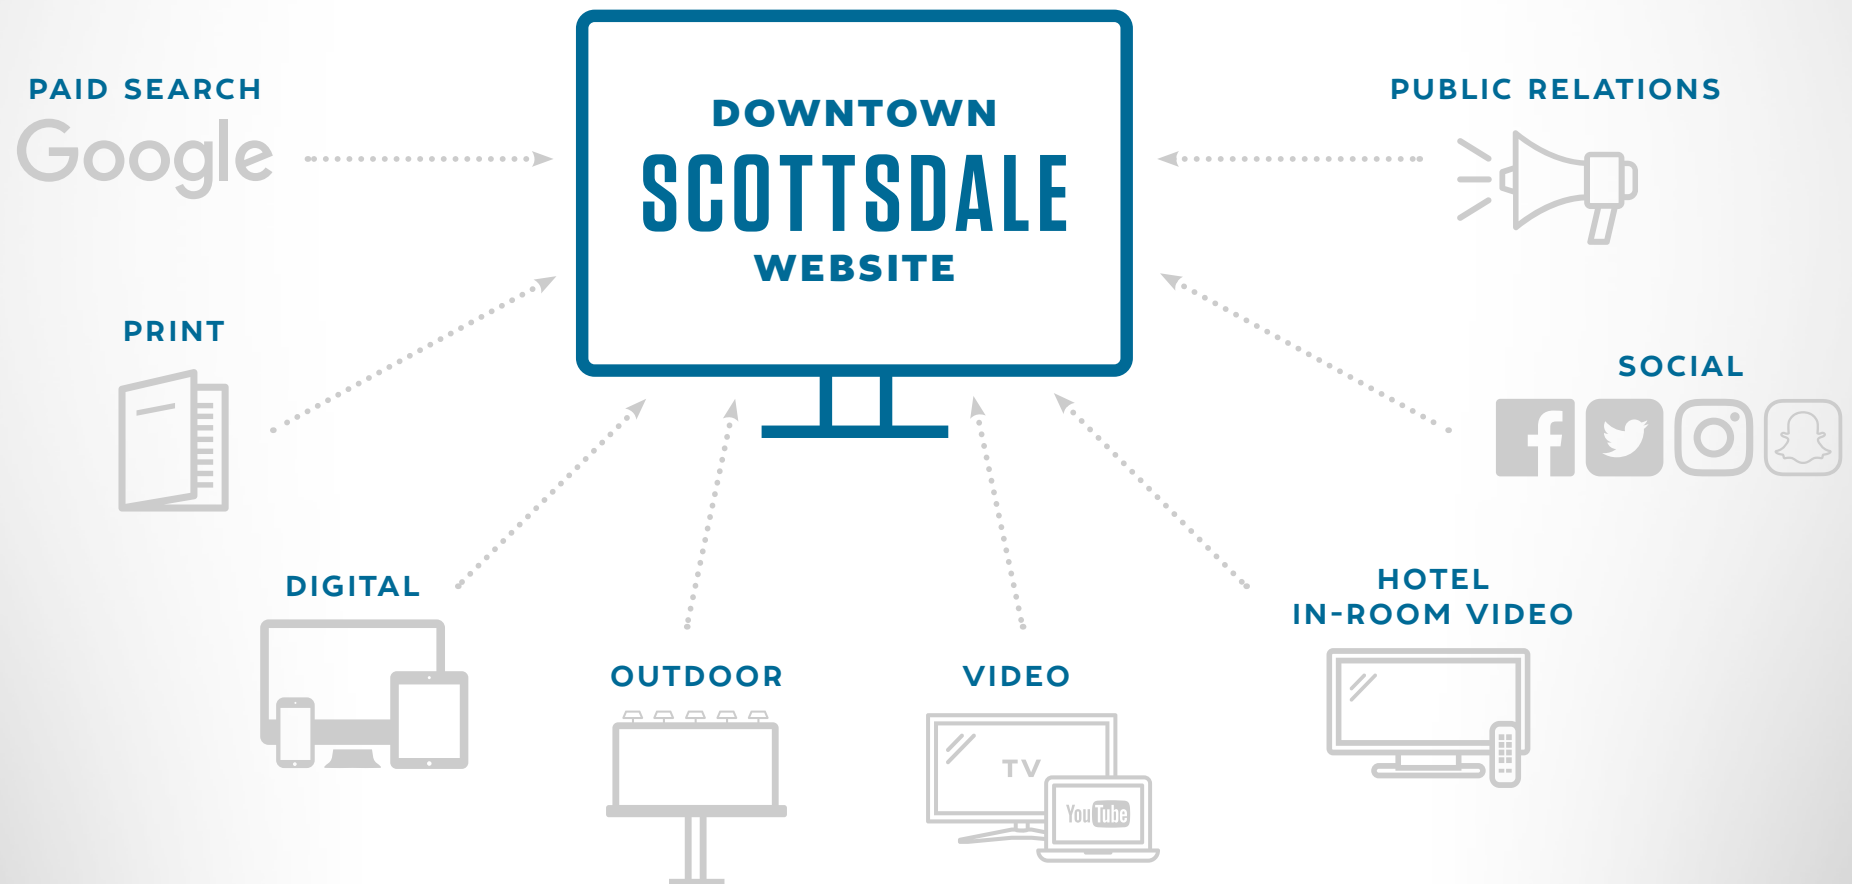 PAID SEARCH
Google
DOWNTOWN
SCOTTSDALE
WEBSITE
PUBLIC RELATIONS
PRINT
SOCIAL
DIGITAL
HOTEL
IN-ROOM VIDEO
OUTDOOR
VIDEO
TV
YouTube